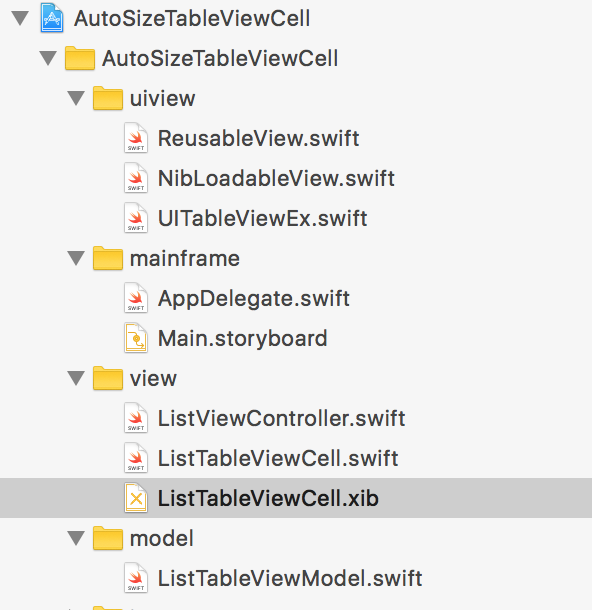 AutoSizeTableViewCell
AutoSizeTableViewCell
uiview
SWIFT ReusableView.swift
SWIFT NibLoadableView.swift
SWIFT UITableViewEx.swift
mainframe
SWIFT AppDelegate.swift
Main.storyboard
view
SWIFT ListViewController.swift
SWIFT ListTableViewCell.swift
ListTableViewCell.xib
model
SWIFT ListTableViewModel.swift